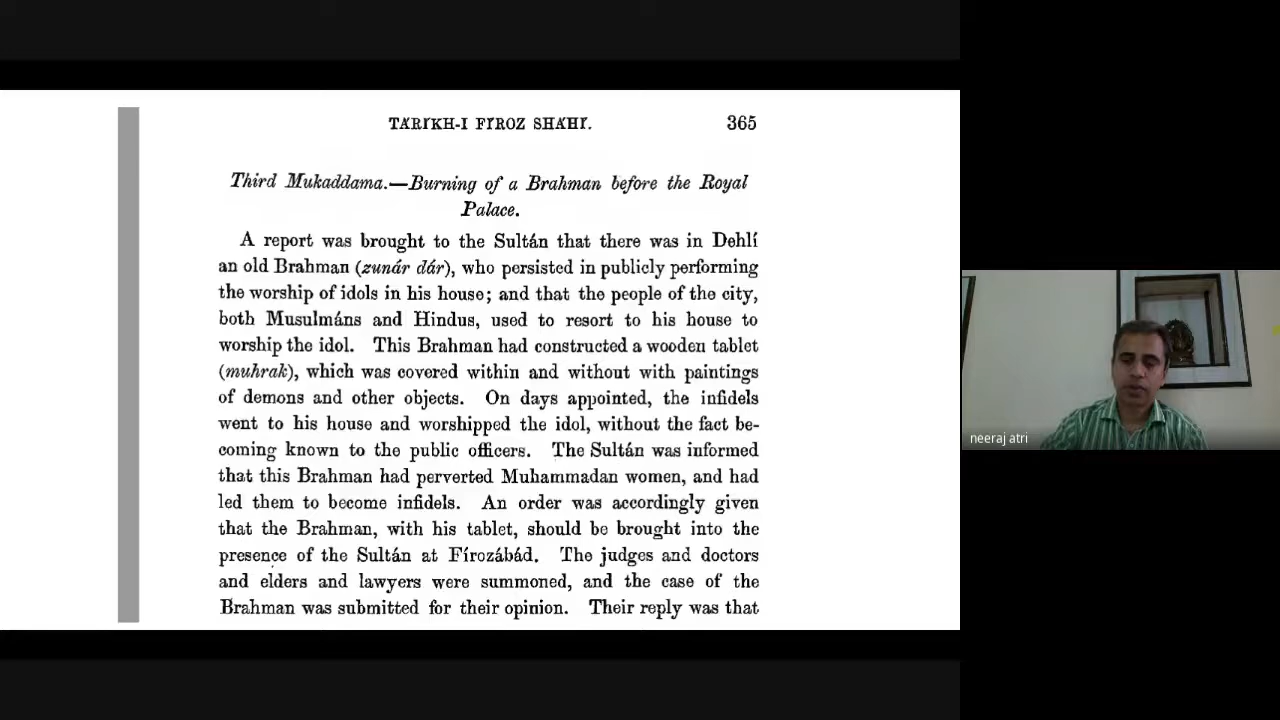 TÁRÍKH-I FÍROZ SHÁHÍ. 365
Third Mukaddama.—Burning of a Brahman before the Royal
Palace.
A report was brought to the Sultán that there was in Dehlí
an old Brahman (zunár dár), who persisted in publicly performing
the worship of idols in his house; and that the people of the city,
both Musulmáns and Hindus, used to resort to his house to
worship the idol. This Brahman had constructed a wooden tablet
(muhrak), which was covered within and without with paintings
of demons and other objects. On days appointed, the infidels
went to his house and worshipped the idol, without the fact be-
coming known to the public officers. The Sultán was informed
that this Brahman had perverted Muhammadan women, and had
led them to become infidels. An order was accordingly given
that the Brahman, with his tablet, should be brought into the
presence of the Sultán at Fírozábád. The judges and doctors
and elders and lawyers were summoned, and the case of the
Brahman was submitted for their opinion. Their reply was that
neeraj atri